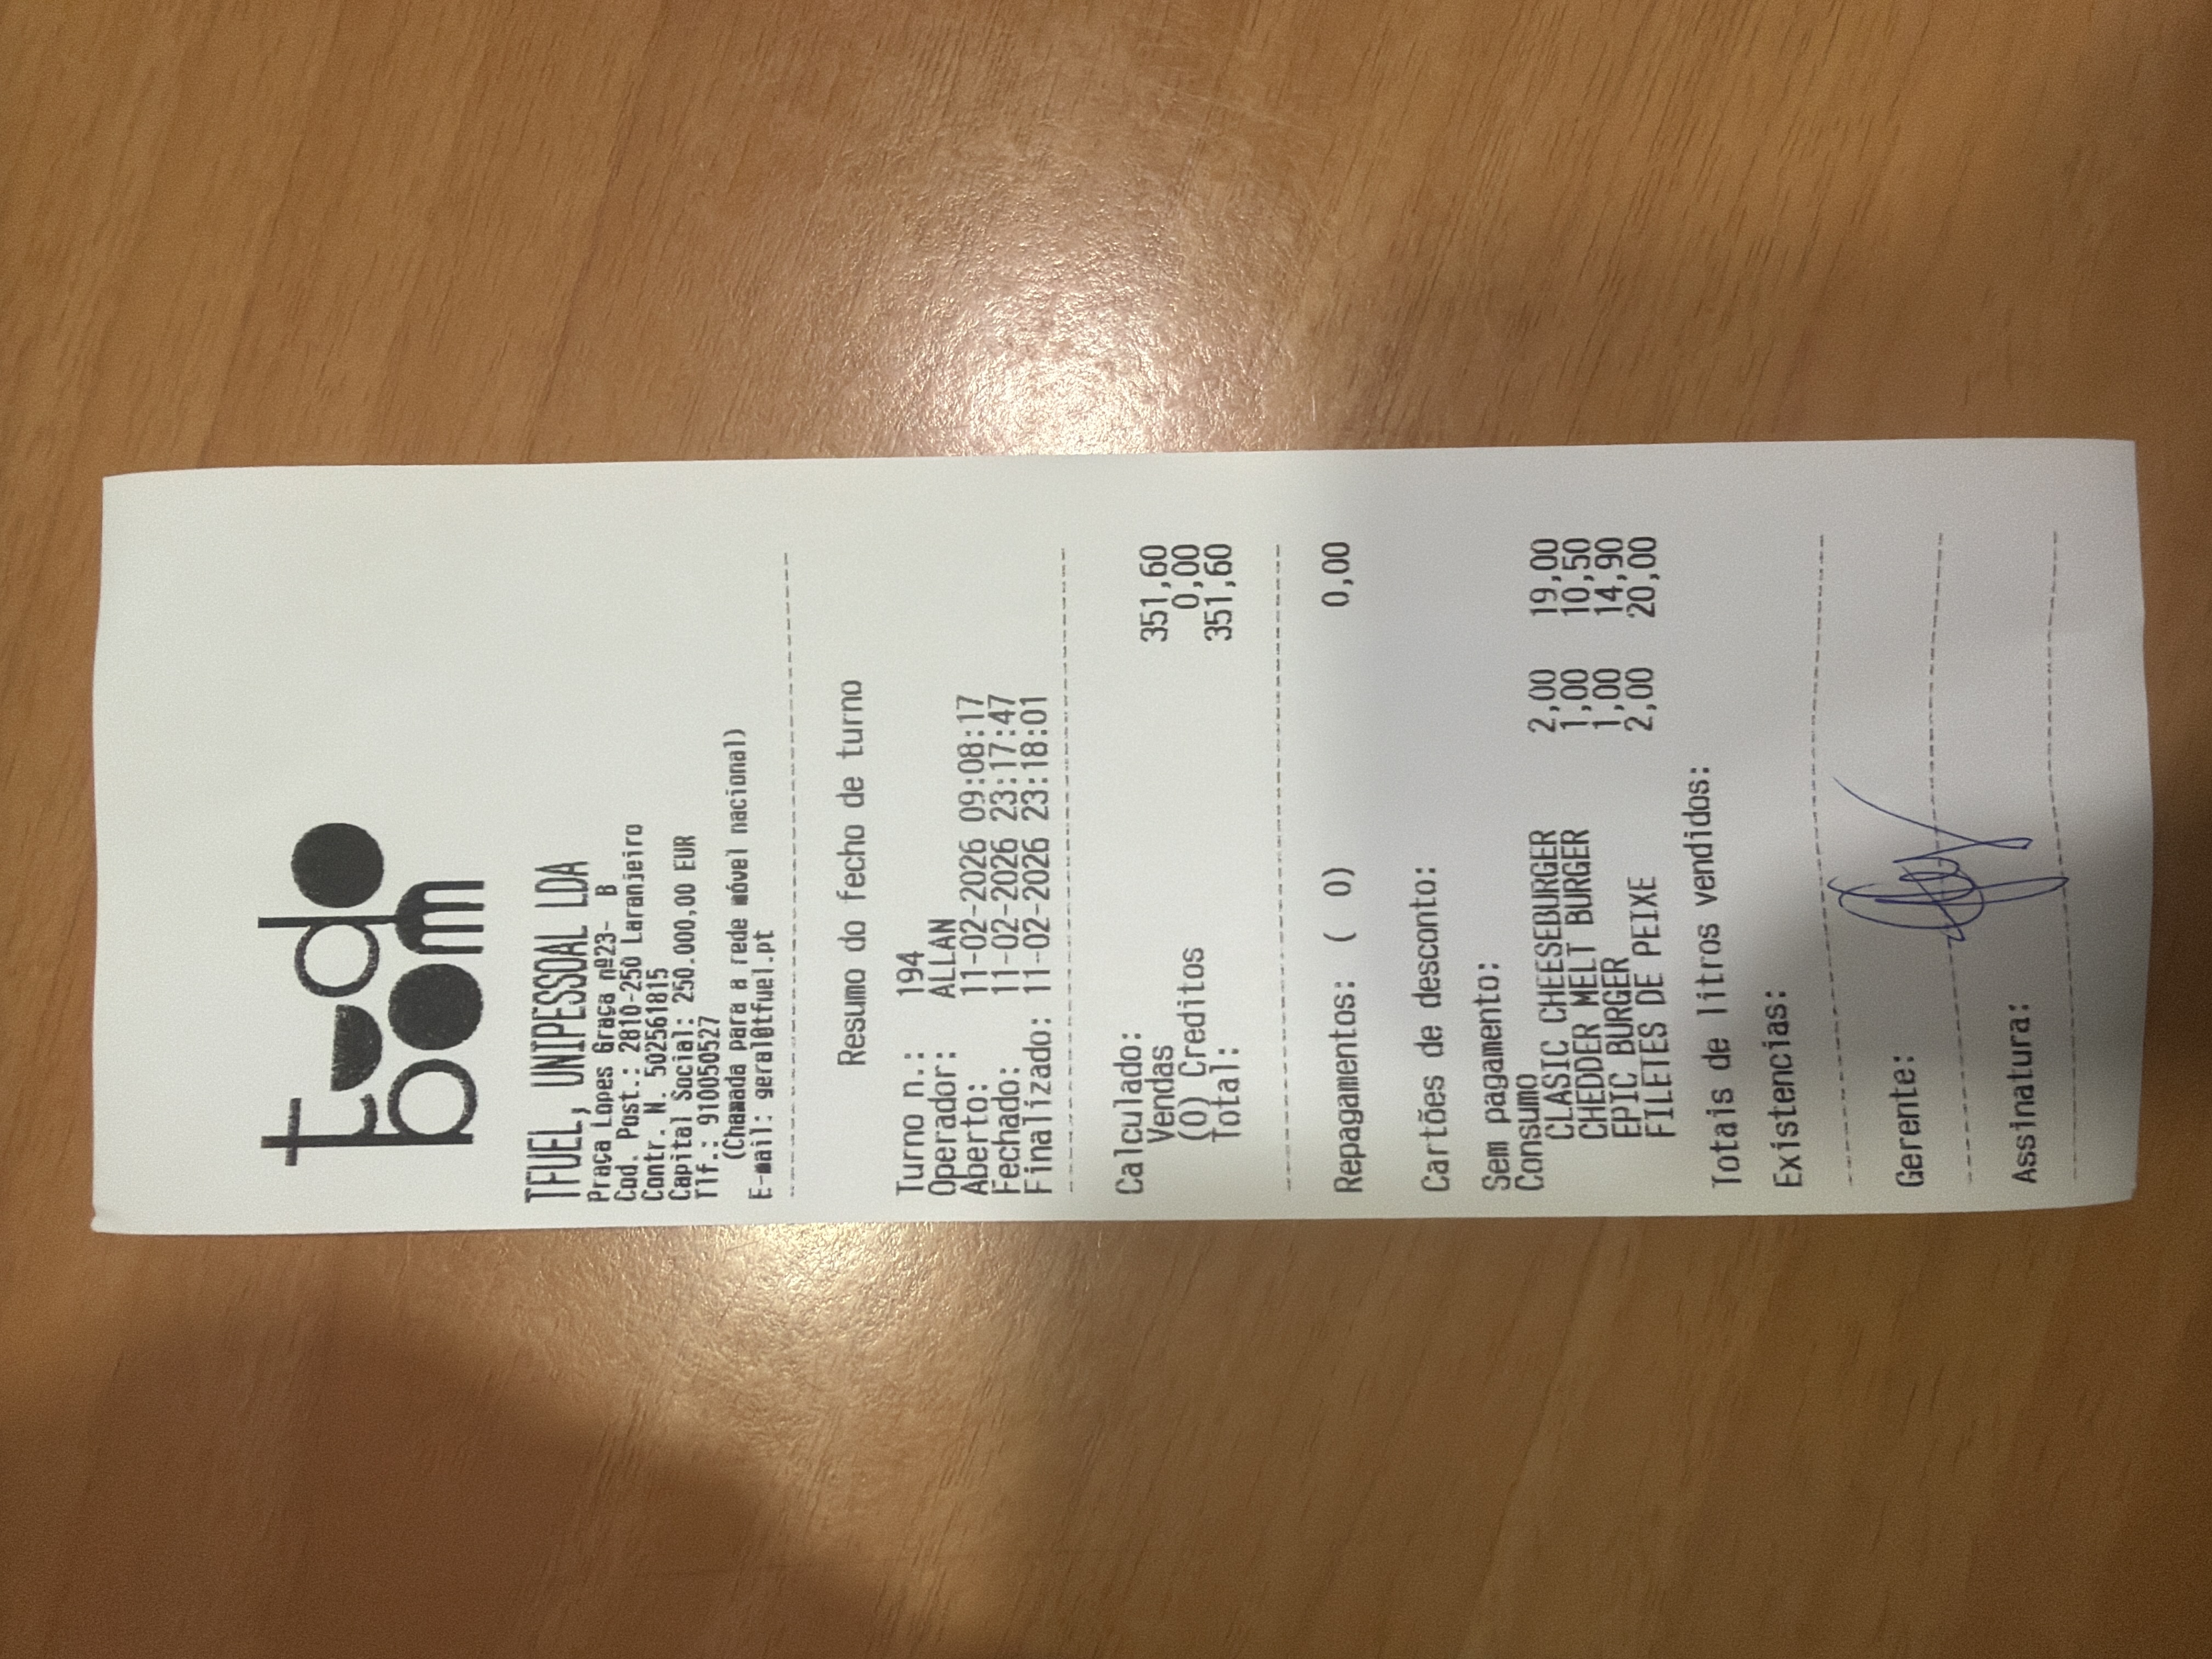 tudo
bom
TFUEL, UNIPESSOAL LDA
Praça Lopes Graça nº23- B
Cod. Post.: 2810-250 Laranjeiro
Contr. N. 502561815
Capital Social: 250.000,00 EUR
Tlf.: 910050527
(Chamada para a rede móvel nacional)
E-mail: geral@tfuel.pt
Resumo do fecho de turno
Turno n.: 194
Operador: ALLAN
Aberto: 11-02-2026 09:08:17
Fechado: 11-02-2026 23:17:47
Finalizado: 11-02-2026 23:18:01
Calculado:
Vendas 351,60
(0) Creditos 0,00
Total: 351,60
Repagamentos: ( 0) 0,00
Cartões de desconto:
Sem pagamento:
Consumo
CLASIC CHEESEBURGER 2,00 19,00
CHEDDER MELT BURGER 1,00 10,50
EPIC BURGER 1,00 14,90
FILETES DE PEIXE 2,00 20,00
Totais de litros vendidos:
Existencias:
Gerente:
Assinatura: